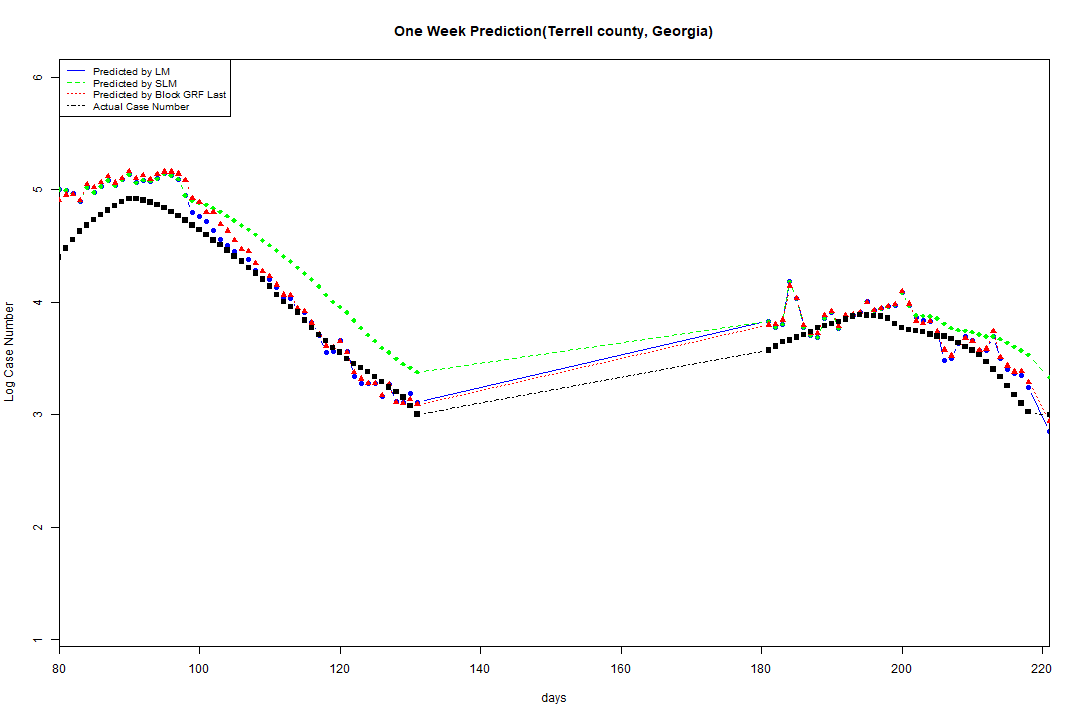 One Week Prediction(Terrell county, Georgia)
Predicted by LM
Predicted by SLM
Predicted by Block GRF Last
Actual Case Number
6
5
4
3
2
1
Log Case Number
80 100 120 140 160 180 200 220
days